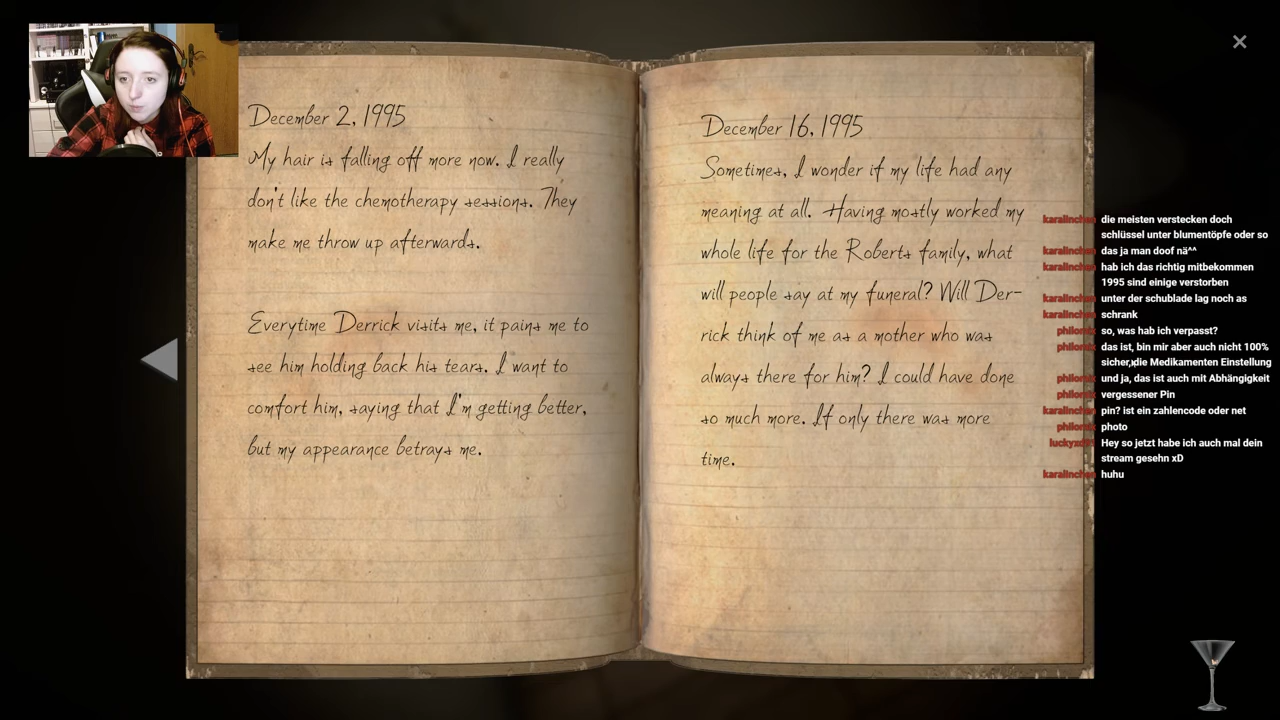 December 2, 1995
My hair is falling off more now. I really
don't like the chemotherapy sessions. They
make me throw up afterwards.
Everytime Derrick visits me, it pains me to
see him holding back his tears. I want to
comfort him, saying that I'm getting better,
but my appearance betrays me.
December 16, 1995
Sometimes, I wonder if my life had any
meaning at all. Having mostly worked my
whole life for the Roberts family, what
will people say at my funeral? Will Der-
rick think of me as a mother who was
always there for him? I could have done
so much more. If only there was more
time.
die meisten verstecken doch
schlüssel unter blumentöpfe oder so
das ja man doof nä^^
hab ich das richtig mitbekommen
1995 sind einige verstorben
unter der schublade lag noch as
schrank
so, was hab ich verpasst?
das ist, bin mir aber auch nicht 100%
sicher,die Medikamenten Einstellung
und ja, das ist auch mit Abhängigkeit
vergessener Pin
pin? ist ein zahlencode oder net
photo
Hey so jetzt habe ich auch mal dein
stream gesehn xD
huhu